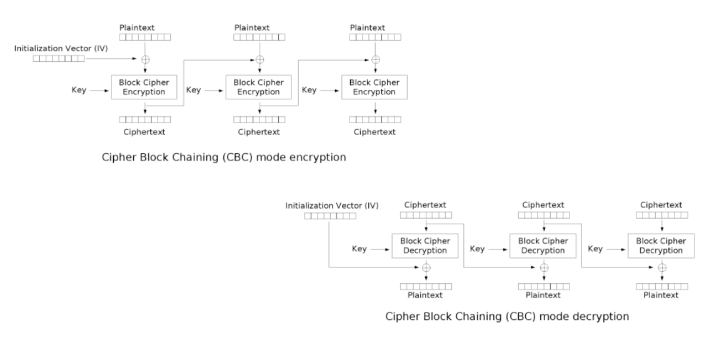 Plaintext Plaintext Plaintext
Initialization Vector (IV)
Key Block Cipher Encryption Key Block Cipher Encryption Key Block Cipher Encryption
Ciphertext Ciphertext Ciphertext
Cipher Block Chaining (CBC) mode encryption
Initialization Vector (IV) Ciphertext Ciphertext Ciphertext
Key Block Cipher Decryption Key Block Cipher Decryption Key Block Cipher Decryption
Plaintext Plaintext Plaintext
Cipher Block Chaining (CBC) mode decryption